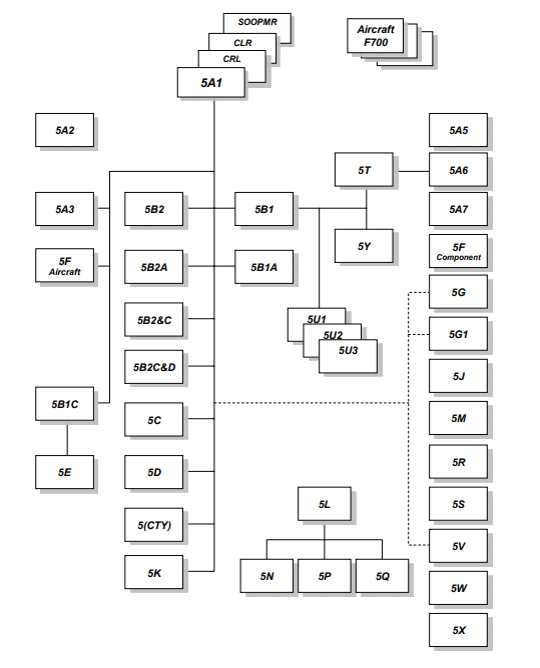 SOOPMR
CLR
CRL
5A1
Aircraft
F700
5A2
5A5
5T
5A6
5A3
5B2
5B1
5A7
5Y
5F
Aircraft
5B2A
5B1A
5F
Component
5G
5B2&C
5U1
5U2
5U3
5G1
5B2C&D
5J
5B1C
5C
5M
5E
5D
5R
5L
5S
5(CTY)
5V
5K
5N
5P
5Q
5W
5X